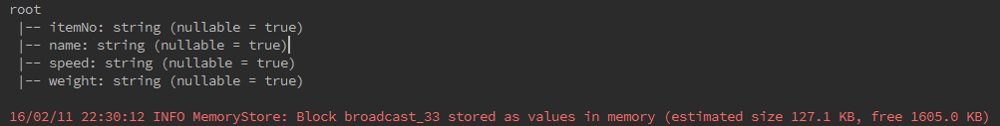 root
 |-- itemNo: string (nullable = true)
 |-- name: string (nullable = true)
 |-- speed: string (nullable = true)
 |-- weight: string (nullable = true)
16/02/11 22:30:12 INFO MemoryStore: Block broadcast_33 stored as values in memory (estimated size 127.1 KB, free 1605.0 KB)